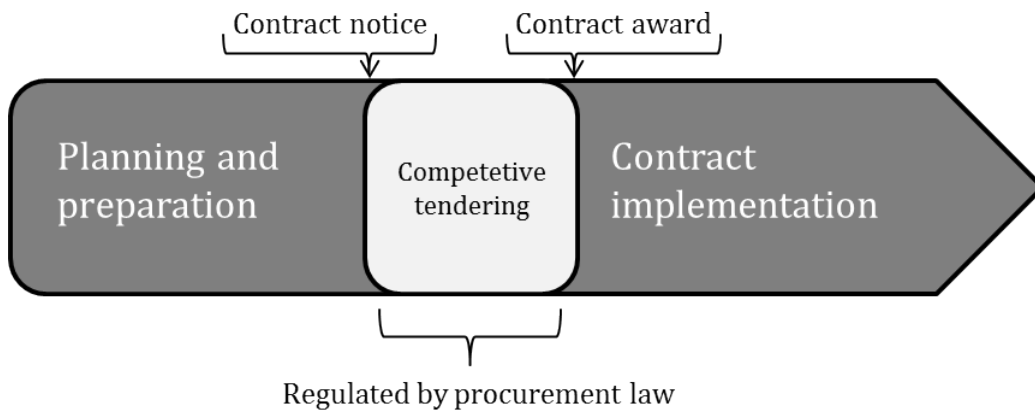 Contract notice
Contract award
Planning and
preparation
Competetive
tendering
Contract
implementation
Regulated by procurement law